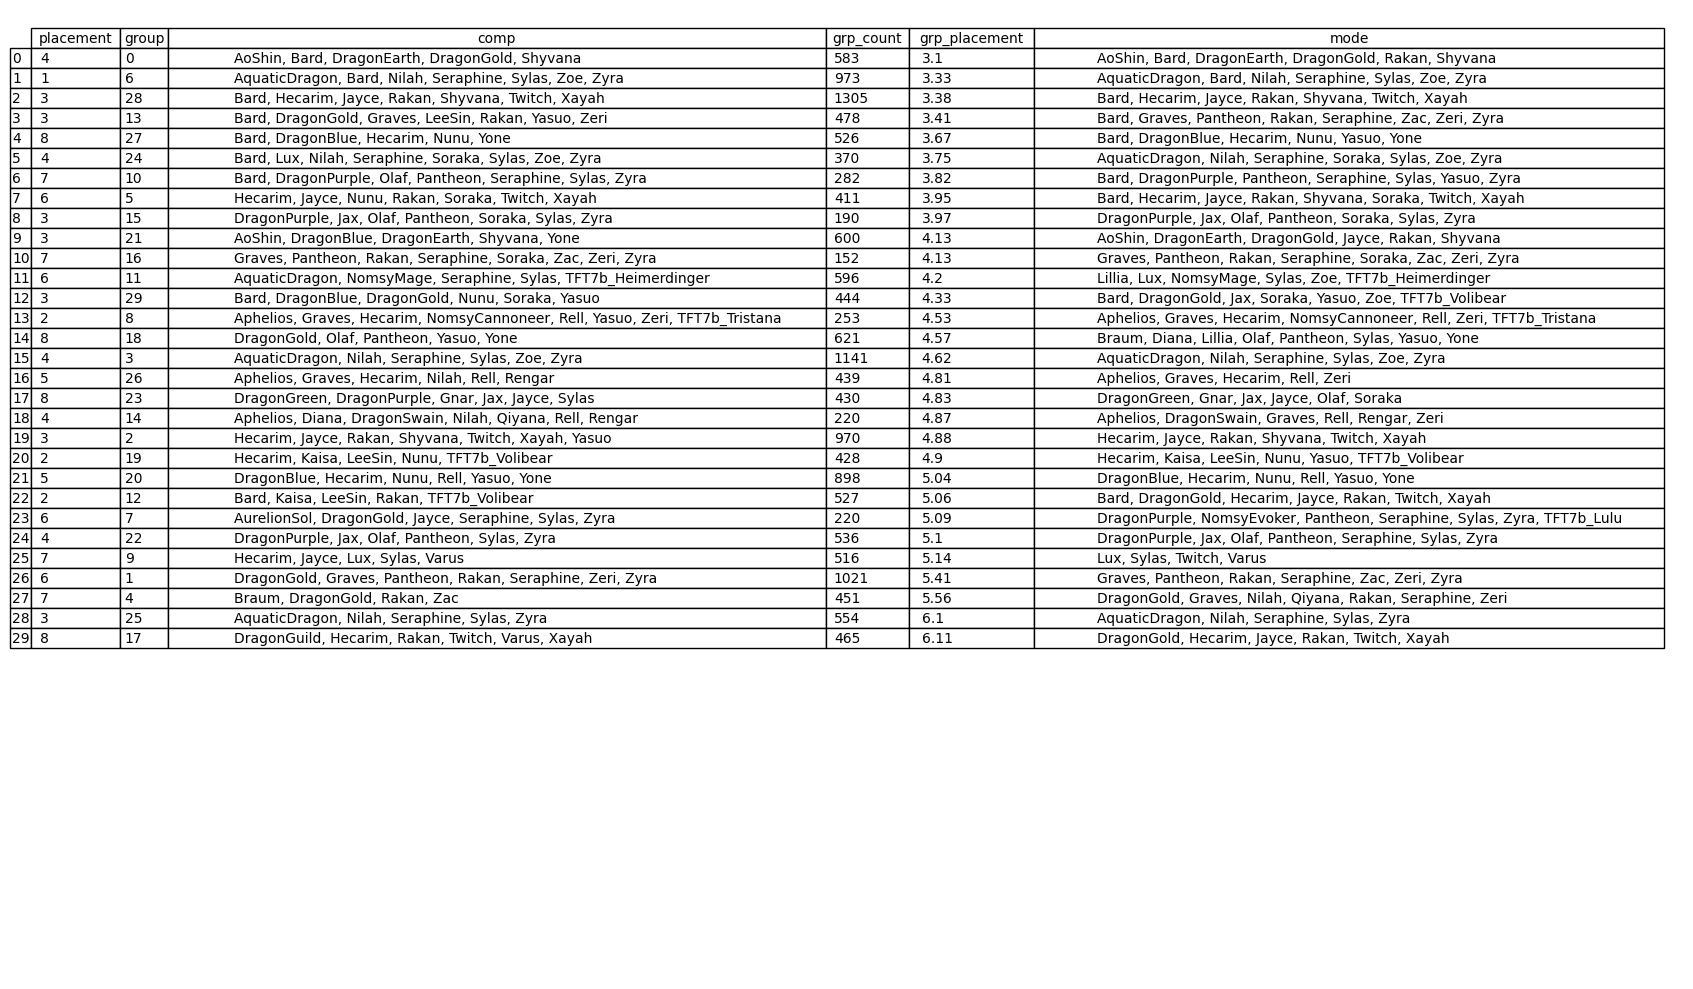 placement group comp grp_count grp_placement mode
0 4 0 AoShin, Bard, DragonEarth, DragonGold, Shyvana 583 3.1 AoShin, Bard, DragonEarth, DragonGold, Rakan, Shyvana
1 1 6 AquaticDragon, Bard, Nilah, Seraphine, Sylas, Zoe, Zyra 973 3.33 AquaticDragon, Bard, Nilah, Seraphine, Sylas, Zoe, Zyra
2 3 28 Bard, Hecarim, Jayce, Rakan, Shyvana, Twitch, Xayah 1305 3.38 Bard, Hecarim, Jayce, Rakan, Shyvana, Twitch, Xayah
3 3 13 Bard, DragonGold, Graves, LeeSin, Rakan, Yasuo, Zeri 478 3.41 Bard, Graves, Pantheon, Rakan, Seraphine, Zac, Zeri, Zyra
4 8 27 Bard, DragonBlue, Hecarim, Nunu, Yone 526 3.67 Bard, DragonBlue, Hecarim, Nunu, Yasuo, Yone
5 4 24 Bard, Lux, Nilah, Seraphine, Soraka, Sylas, Zoe, Zyra 370 3.75 AquaticDragon, Nilah, Seraphine, Soraka, Sylas, Zoe, Zyra
6 7 10 Bard, DragonPurple, Olaf, Pantheon, Seraphine, Sylas, Zyra 282 3.82 Bard, DragonPurple, Pantheon, Seraphine, Sylas, Yasuo, Zyra
7 6 5 Hecarim, Jayce, Nunu, Rakan, Soraka, Twitch, Xayah 411 3.95 Bard, Hecarim, Jayce, Rakan, Shyvana, Soraka, Twitch, Xayah
8 3 15 DragonPurple, Jax, Olaf, Pantheon, Soraka, Sylas, Zyra 190 3.97 DragonPurple, Jax, Olaf, Pantheon, Soraka, Sylas, Zyra
9 3 21 AoShin, DragonBlue, DragonEarth, Shyvana, Yone 600 4.13 AoShin, DragonEarth, DragonGold, Jayce, Rakan, Shyvana
10 7 16 Graves, Pantheon, Rakan, Seraphine, Soraka, Zac, Zeri, Zyra 152 4.13 Graves, Pantheon, Rakan, Seraphine, Soraka, Zac, Zeri, Zyra
11 6 11 AquaticDragon, NomsyMage, Seraphine, Sylas, TFT7b_Heimerdinger 596 4.2 Lillia, Lux, NomsyMage, Sylas, Zoe, TFT7b_Heimerdinger
12 3 29 Bard, DragonBlue, DragonGold, Nunu, Soraka, Yasuo 444 4.33 Bard, DragonGold, Jax, Soraka, Yasuo, Zoe, TFT7b_Volibear
13 2 8 Aphelios, Graves, Hecarim, NomsyCannoneer, Rell, Yasuo, Zeri, TFT7b_Tristana 253 4.53 Aphelios, Graves, Hecarim, NomsyCannoneer, Rell, Zeri, TFT7b_Tristana
14 8 18 DragonGold, Olaf, Pantheon, Yasuo, Yone 621 4.57 Braum, Diana, Lillia, Olaf, Pantheon, Sylas, Yasuo, Yone
15 4 3 AquaticDragon, Nilah, Seraphine, Sylas, Zoe, Zyra 1141 4.62 AquaticDragon, Nilah, Seraphine, Sylas, Zoe, Zyra
16 5 26 Aphelios, Graves, Hecarim, Nilah, Rell, Rengar 439 4.81 Aphelios, Graves, Hecarim, Rell, Zeri
17 8 23 DragonGreen, DragonPurple, Gnar, Jax, Jayce, Sylas 430 4.83 DragonGreen, Gnar, Jax, Jayce, Olaf, Soraka
18 4 14 Aphelios, Diana, DragonSwain, Nilah, Qiyana, Rell, Rengar 220 4.87 Aphelios, DragonSwain, Graves, Rell, Rengar, Zeri
19 3 2 Hecarim, Jayce, Rakan, Shyvana, Twitch, Xayah, Yasuo 970 4.88 Hecarim, Jayce, Rakan, Shyvana, Twitch, Xayah
20 2 19 Hecarim, Kaisa, LeeSin, Nunu, TFT7b_Volibear 428 4.9 Hecarim, Kaisa, LeeSin, Nunu, Yasuo, TFT7b_Volibear
21 5 20 DragonBlue, Hecarim, Nunu, Rell, Yasuo, Yone 898 5.04 DragonBlue, Hecarim, Nunu, Rell, Yasuo, Yone
22 2 12 Bard, Kaisa, LeeSin, Rakan, TFT7b_Volibear 527 5.06 Bard, DragonGold, Hecarim, Jayce, Rakan, Twitch, Xayah
23 6 7 AurelionSol, DragonGold, Jayce, Seraphine, Sylas, Zyra 220 5.09 DragonPurple, NomsyEvoker, Pantheon, Seraphine, Sylas, Zyra, TFT7b_Lulu
24 4 22 DragonPurple, Jax, Olaf, Pantheon, Sylas, Zyra 536 5.1 DragonPurple, Jax, Olaf, Pantheon, Seraphine, Sylas, Zyra
25 7 9 Hecarim, Jayce, Lux, Sylas, Varus 516 5.14 Lux, Sylas, Twitch, Varus
26 6 1 DragonGold, Graves, Pantheon, Rakan, Seraphine, Zeri, Zyra 1021 5.41 Graves, Pantheon, Rakan, Seraphine, Zac, Zeri, Zyra
27 7 4 Braum, DragonGold, Rakan, Zac 451 5.56 DragonGold, Graves, Nilah, Qiyana, Rakan, Seraphine, Zeri
28 3 25 AquaticDragon, Nilah, Seraphine, Sylas, Zyra 554 6.1 AquaticDragon, Nilah, Seraphine, Sylas, Zyra
29 8 17 DragonGuild, Hecarim, Rakan, Twitch, Varus, Xayah 465 6.11 DragonGold, Hecarim, Jayce, Rakan, Twitch, Xayah